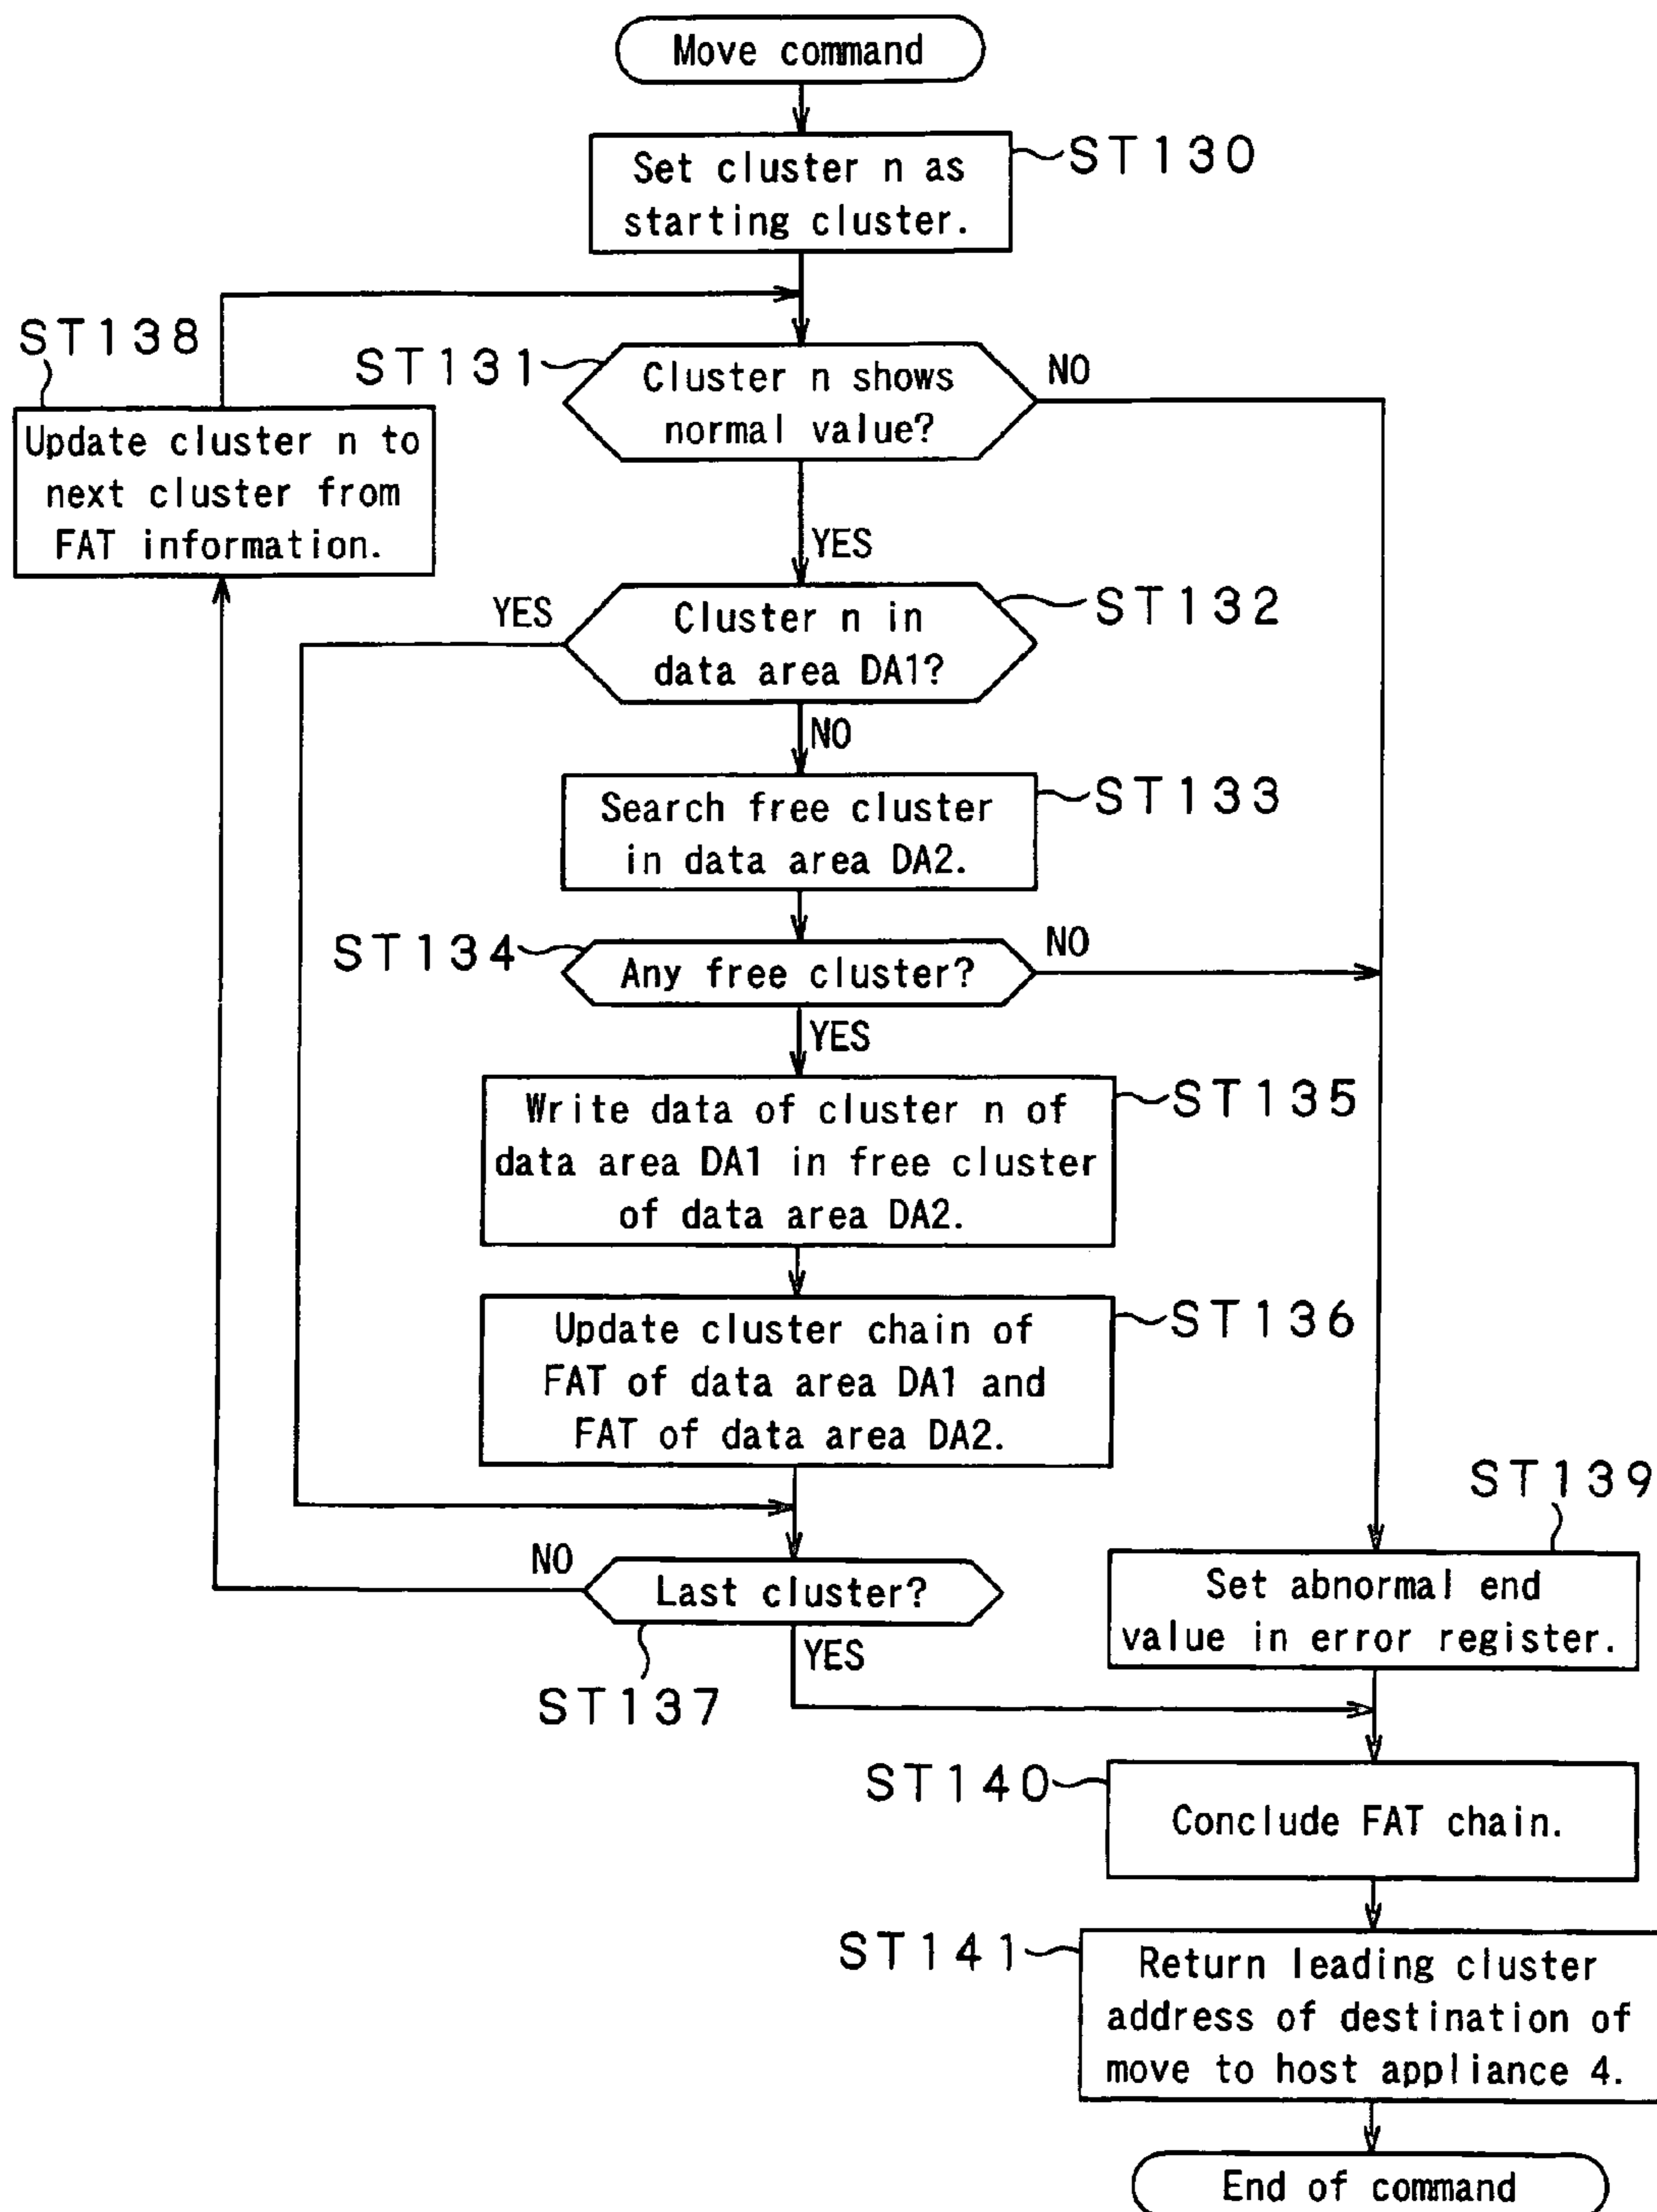 Move command
Set cluster n as
starting cluster.
ST130
ST138
Update cluster n to
next cluster from
FAT information.
ST131
Cluster n shows
normal value?
NO
YES
Cluster n in
data area DA1?
ST132
YES
NO
Search free cluster
in data area DA2.
ST133
ST134
Any free cluster?
NO
YES
Write data of cluster n of
data area DA1 in free cluster
of data area DA2.
ST135
Update cluster chain of
FAT of data area DA1 and
FAT of data area DA2.
ST136
NO
Last cluster?
YES
ST137
ST139
Set abnormal end
value in error register.
ST140
Conclude FAT chain.
ST141
Return leading cluster
address of destination of
move to host appliance 4.
End of command